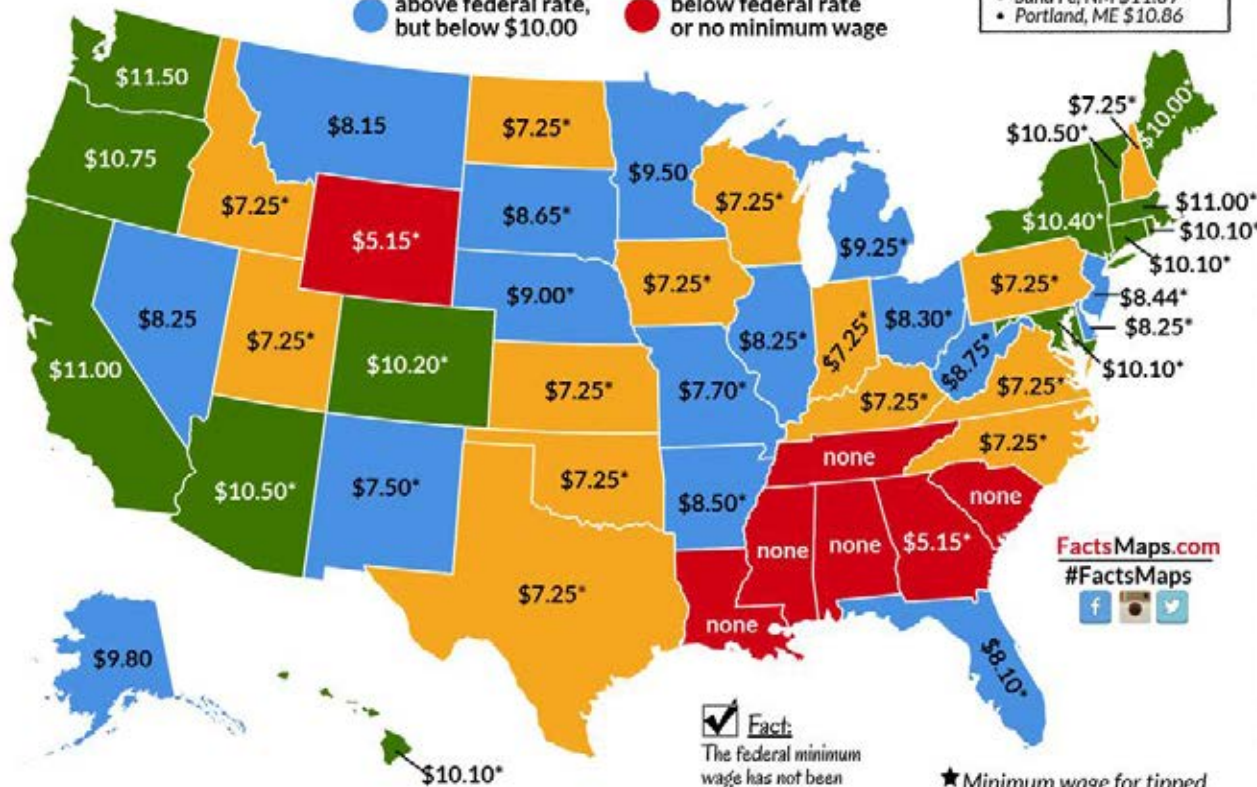 above federal rate,
but below $10.00
below federal rate
or no minimum wage
• Portland, ME $10.86
$11.50
$8.15
$7.25*
$9.50
$7.25*
$10.50*
$10.00*
$10.75
$7.25*
$5.15*
$8.65*
$7.25*
$9.25*
$10.40*
$11.00*
$10.10*
$10.10*
$8.25
$7.25*
$9.00*
$7.25*
$8.25*
$7.25*
$8.30*
$7.25*
$8.44*
$8.25*
$10.10*
$11.00
$10.20*
$7.25*
$7.70*
$7.25*
$8.75*
$7.25*
$7.25*
$10.50*
$7.50*
$7.25*
$8.50*
none
none
none
none
$5.15*
$7.25*
none
$8.10*
FactsMaps.com
#FactsMaps
$9.80
$10.10*
Fact:
The federal minimum
wage has not been
★Minimum wage for tipped